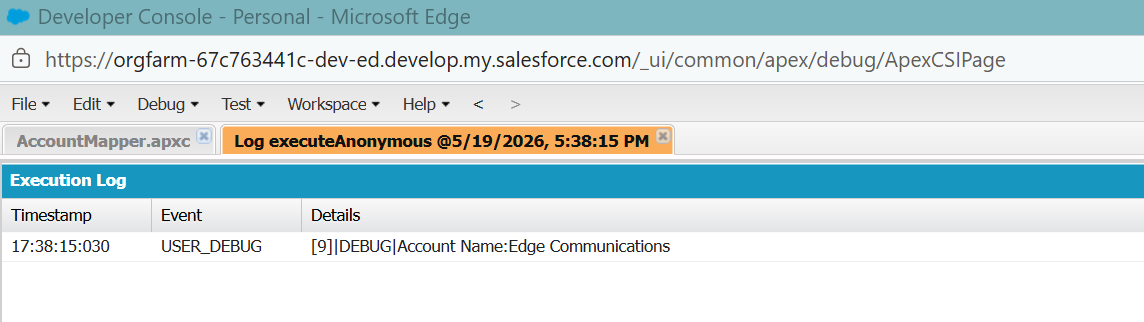 Developer Console - Personal - Microsoft Edge
https://orgfarm-67c763441c-dev-ed.develop.my.salesforce.com/_ui/common/apex/debug/ApexCSIPage
File Edit Debug Test Workspace Help < >
AccountMapper.apxc Log executeAnonymous @5/19/2026, 5:38:15 PM
Execution Log
Timestamp Event Details
17:38:15:030 USER_DEBUG [9]|DEBUG|Account Name:Edge Communications